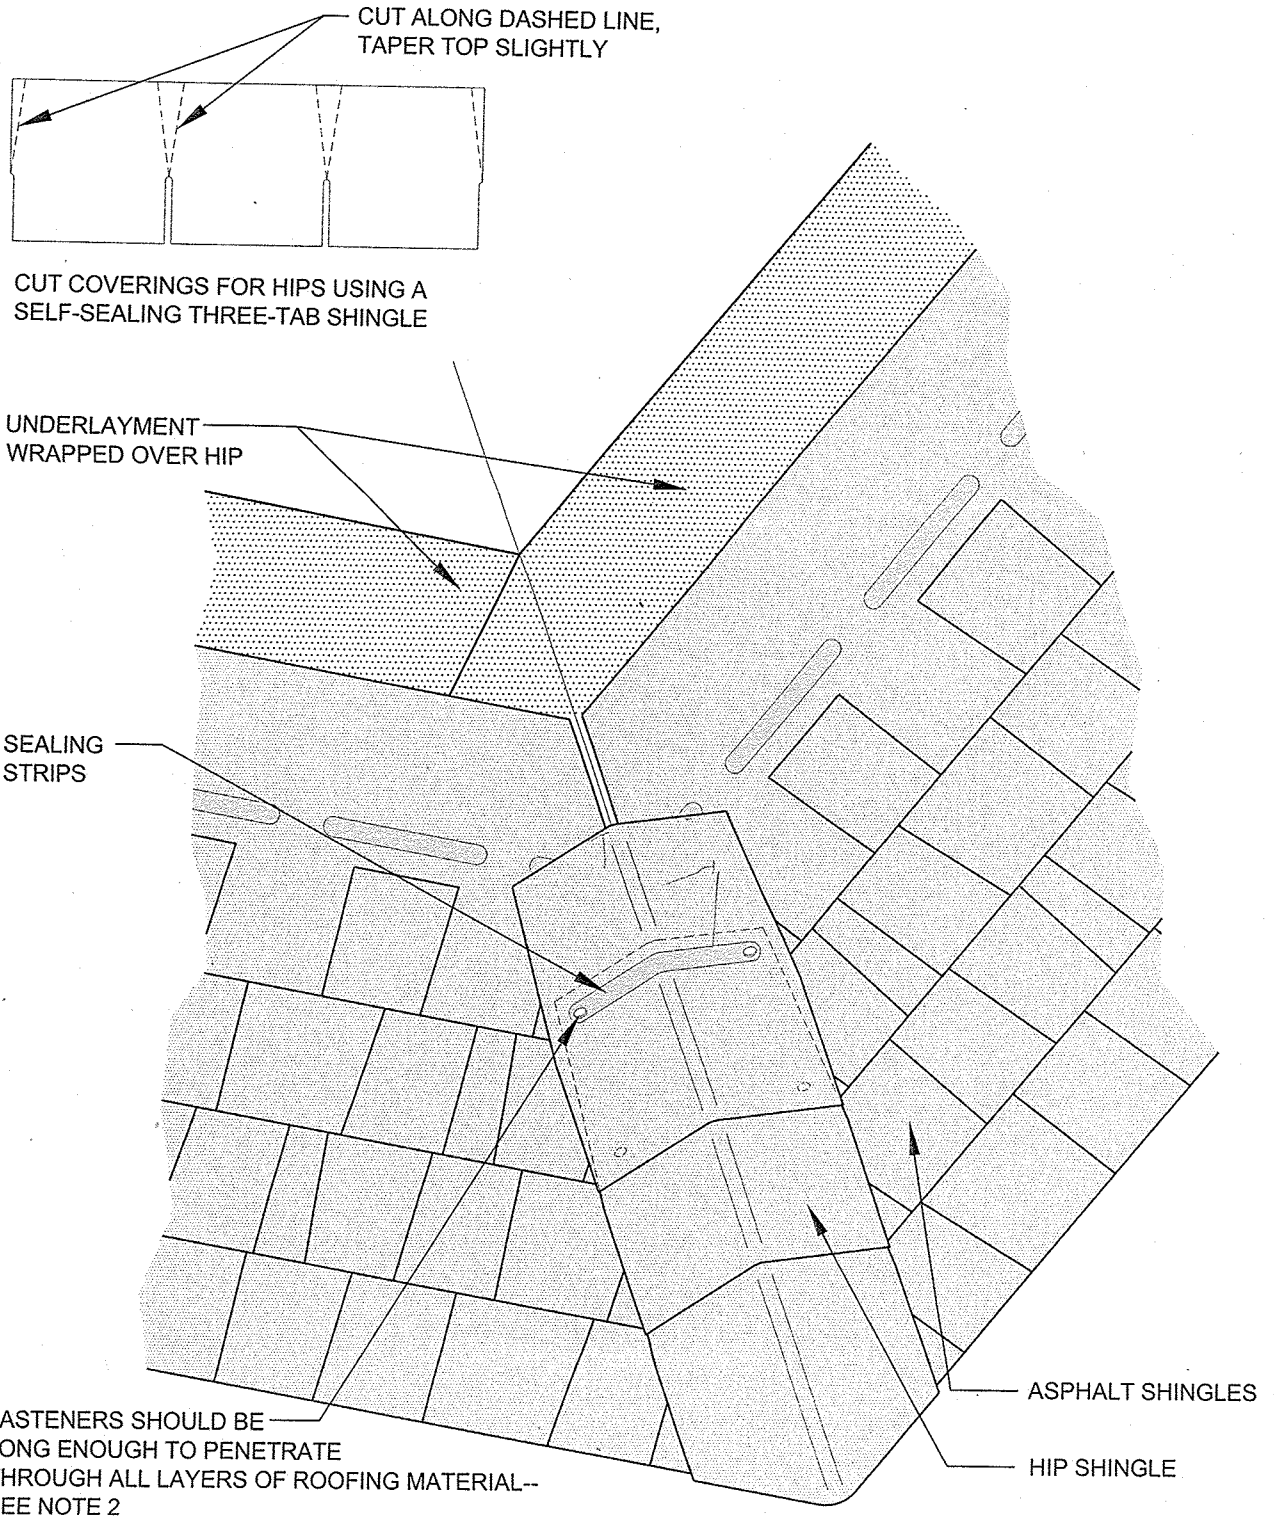 CUT ALONG DASHED LINE,
TAPER TOP SLIGHTLY
CUT COVERINGS FOR HIPS USING A
SELF-SEALING THREE-TAB SHINGLE
UNDERLAYMENT
WRAPPED OVER HIP
SEALING
STRIPS
ASTENERS SHOULD BE
ONG ENOUGH TO PENETRATE
HROUGH ALL LAYERS OF ROOFING MATERIAL--
EE NOTE 2
ASPHALT SHINGLES
HIP SHINGLE